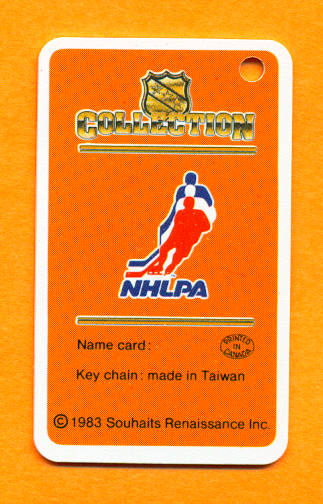 COLLECTION
NHLPA
Name card:
PRINTED
IN
CANADA
Key chain: made in Taiwan
© 1983 Souhaits Renaissance Inc.